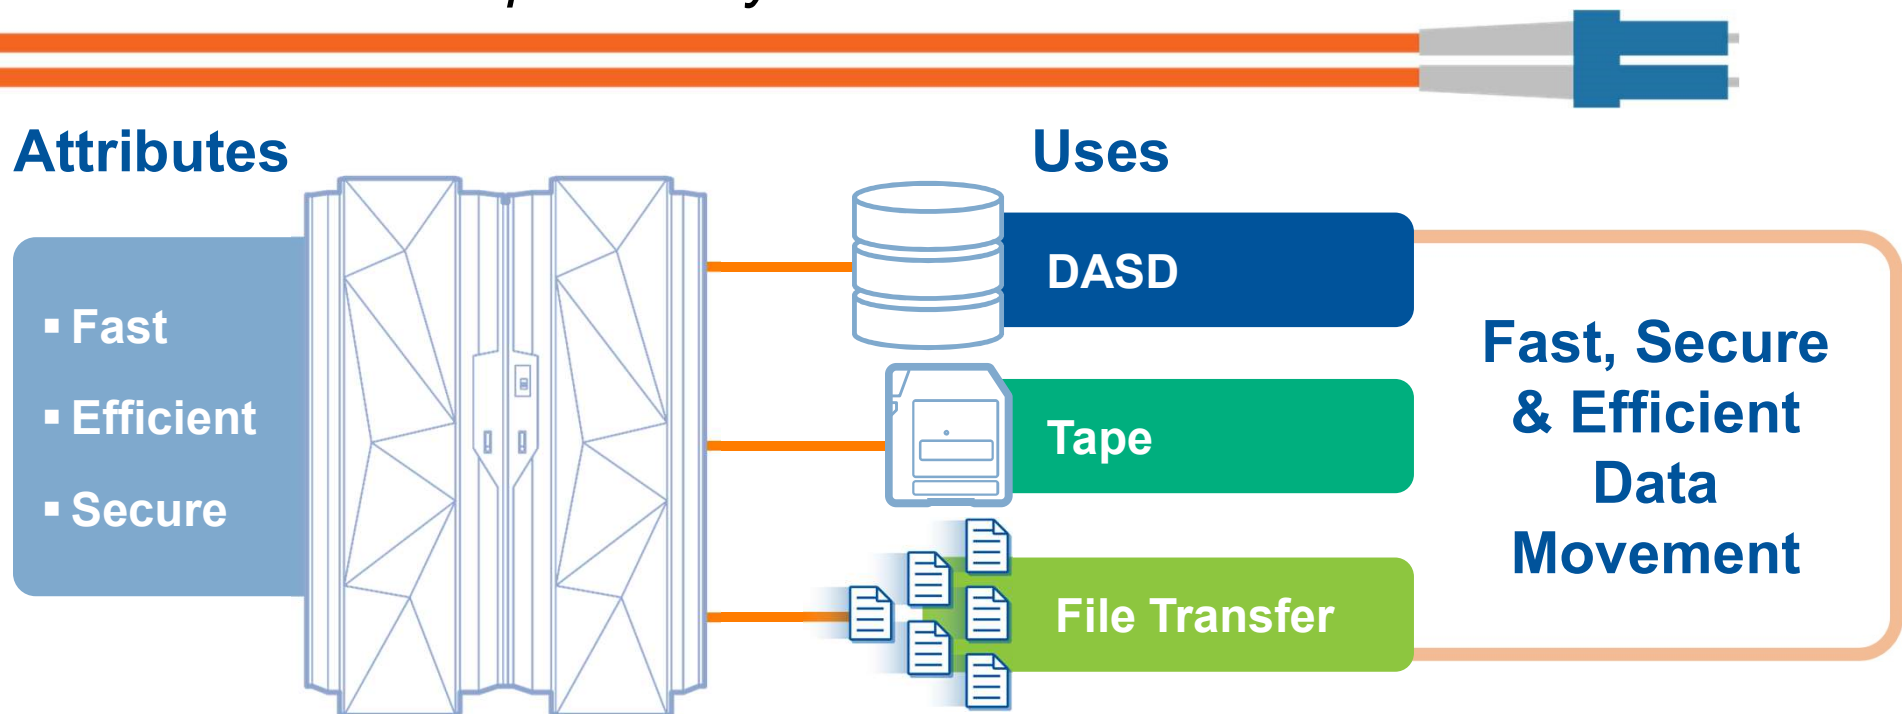 Attributes
Uses
▪ Fast
▪ Efficient
▪ Secure
DASD
Tape
File Transfer
Fast, Secure
& Efficient
Data
Movement